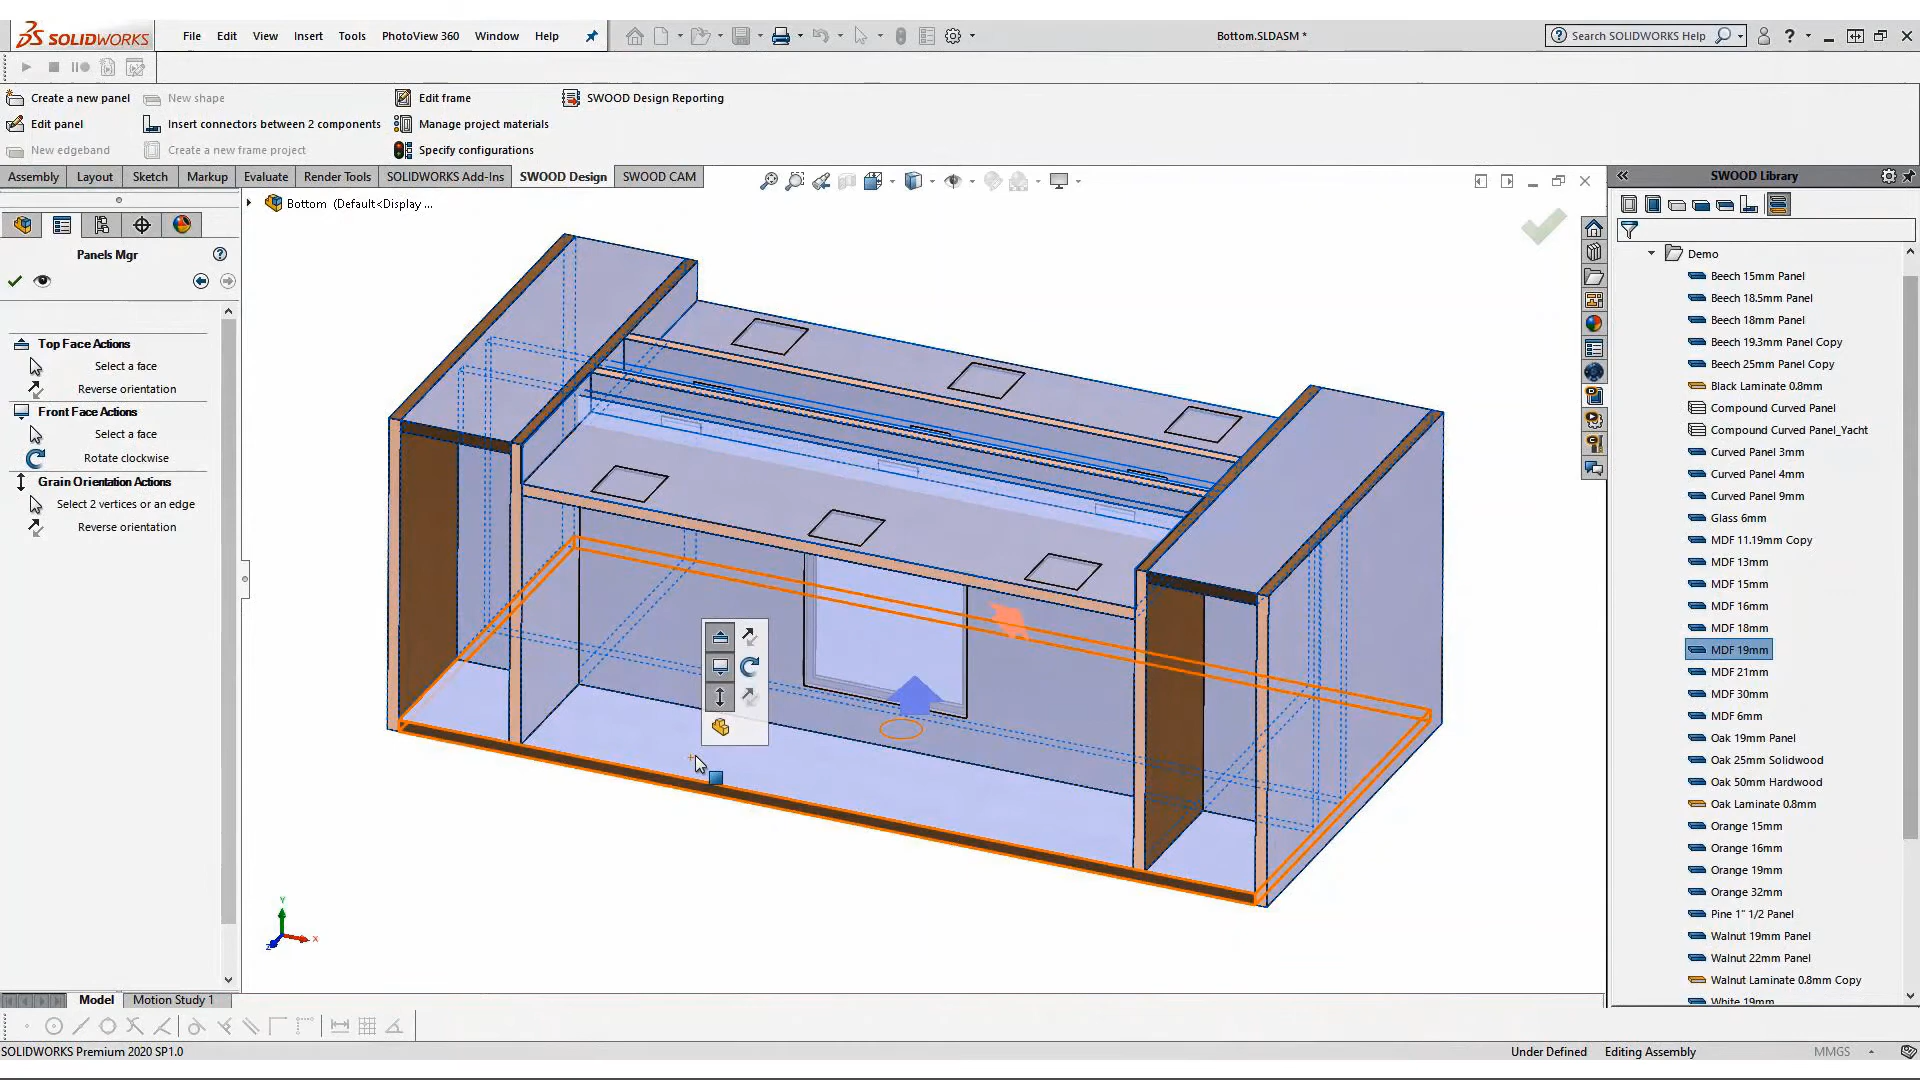 SOLIDWORKS
File Edit View Insert Tools PhotoView 360 Window Help
Bottom.SLDASM *
Search SOLIDWORKS Help
Create a new panel
New shape
Edit frame
SWOOD Design Reporting
Edit panel
Insert connectors between 2 components
Manage project materials
New edgeband
Create a new frame project
Specify configurations
Assembly Layout Sketch Markup Evaluate Render Tools SOLIDWORKS Add-Ins SWOOD Design SWOOD CAM
Bottom (Default<Display ...
Panels Mgr
Top Face Actions
Select a face
Reverse orientation
Front Face Actions
Select a face
Rotate clockwise
Grain Orientation Actions
Select 2 vertices or an edge
Reverse orientation
Y
X
Z
SWOOD Library
Demo
Beech 15mm Panel
Beech 18.5mm Panel
Beech 18mm Panel
Beech 19.3mm Panel Copy
Beech 25mm Panel Copy
Black Laminate 0.8mm
Compound Curved Panel
Compound Curved Panel_Yacht
Curved Panel 3mm
Curved Panel 4mm
Curved Panel 9mm
Glass 6mm
MDF 11.19mm Copy
MDF 13mm
MDF 15mm
MDF 16mm
MDF 18mm
MDF 19mm
MDF 21mm
MDF 30mm
MDF 6mm
Oak 19mm Panel
Oak 25mm Solidwood
Oak 50mm Hardwood
Oak Laminate 0.8mm
Orange 15mm
Orange 16mm
Orange 19mm
Orange 32mm
Pine 1" 1/2 Panel
Walnut 19mm Panel
Walnut 22mm Panel
Walnut Laminate 0.8mm Copy
White 19mm
Model Motion Study 1
SOLIDWORKS Premium 2020 SP1.0
Under Defined Editing Assembly MMGS